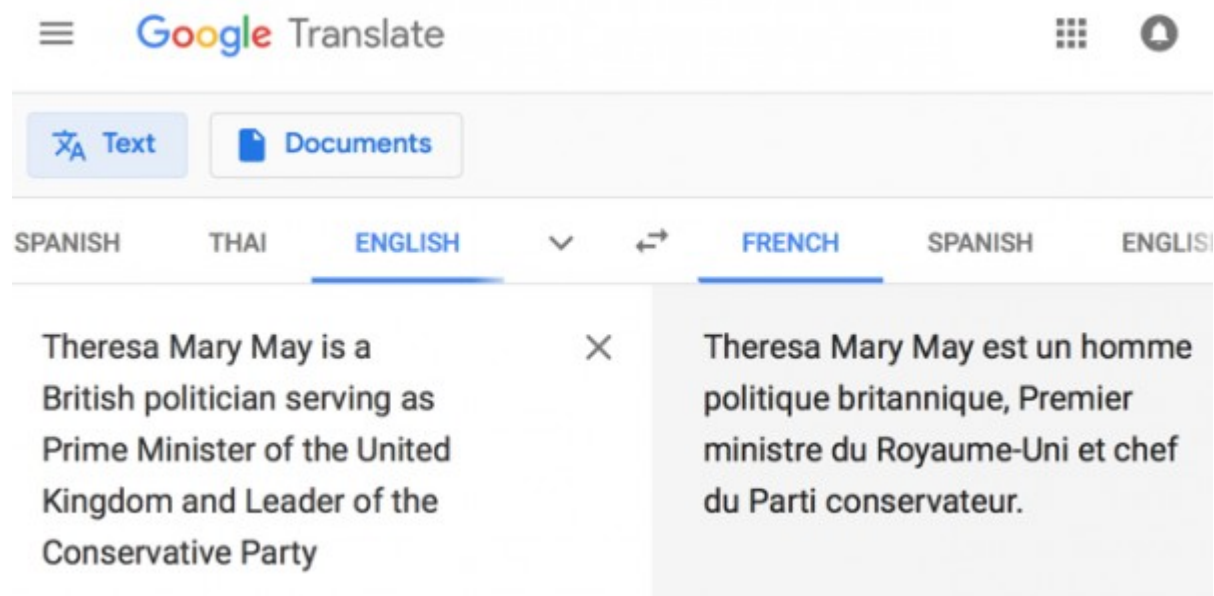 Google Translate
Text
Documents
SPANISH THAI ENGLISH FRENCH SPANISH ENGLIS
Theresa Mary May is a
British politician serving as
Prime Minister of the United
Kingdom and Leader of the
Conservative Party
Theresa Mary May est un homme
politique britannique, Premier
ministre du Royaume-Uni et chef
du Parti conservateur.